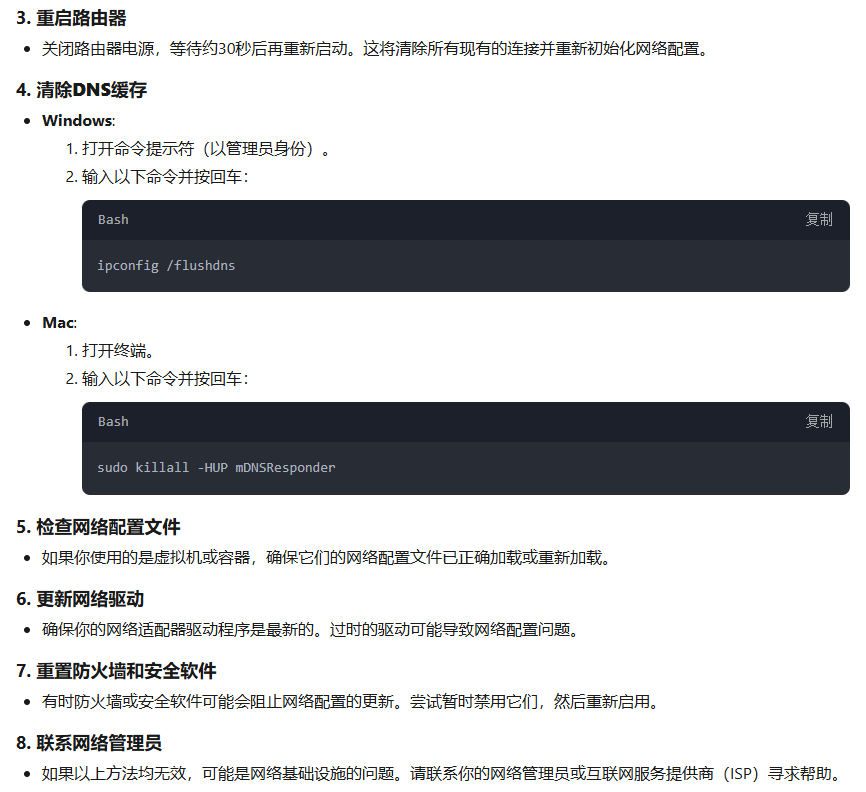 3. 重启路由器
• 关闭路由器电源，等待约30秒后再重新启动。这将清除所有现有的连接并重新初始化网络配置。
4. 清除DNS缓存
• Windows:
1. 打开命令提示符（以管理员身份）。
2. 输入以下命令并按回车：
Bash 复制
ipconfig /flushdns
• Mac:
1. 打开终端。
2. 输入以下命令并按回车：
Bash 复制
sudo killall -HUP mDNSResponder
5. 检查网络配置文件
• 如果你使用的是虚拟机或容器，确保它们的网络配置文件已正确加载或重新加载。
6. 更新网络驱动
• 确保你的网络适配器驱动程序是最新的。过时的驱动可能导致网络配置问题。
7. 重置防火墙和安全软件
• 有时防火墙或安全软件可能会阻止网络配置的更新。尝试暂时禁用它们，然后重新启用。
8. 联系网络管理员
• 如果以上方法均无效，可能是网络基础设施的问题。请联系你的网络管理员或互联网服务提供商（ISP）寻求帮助。